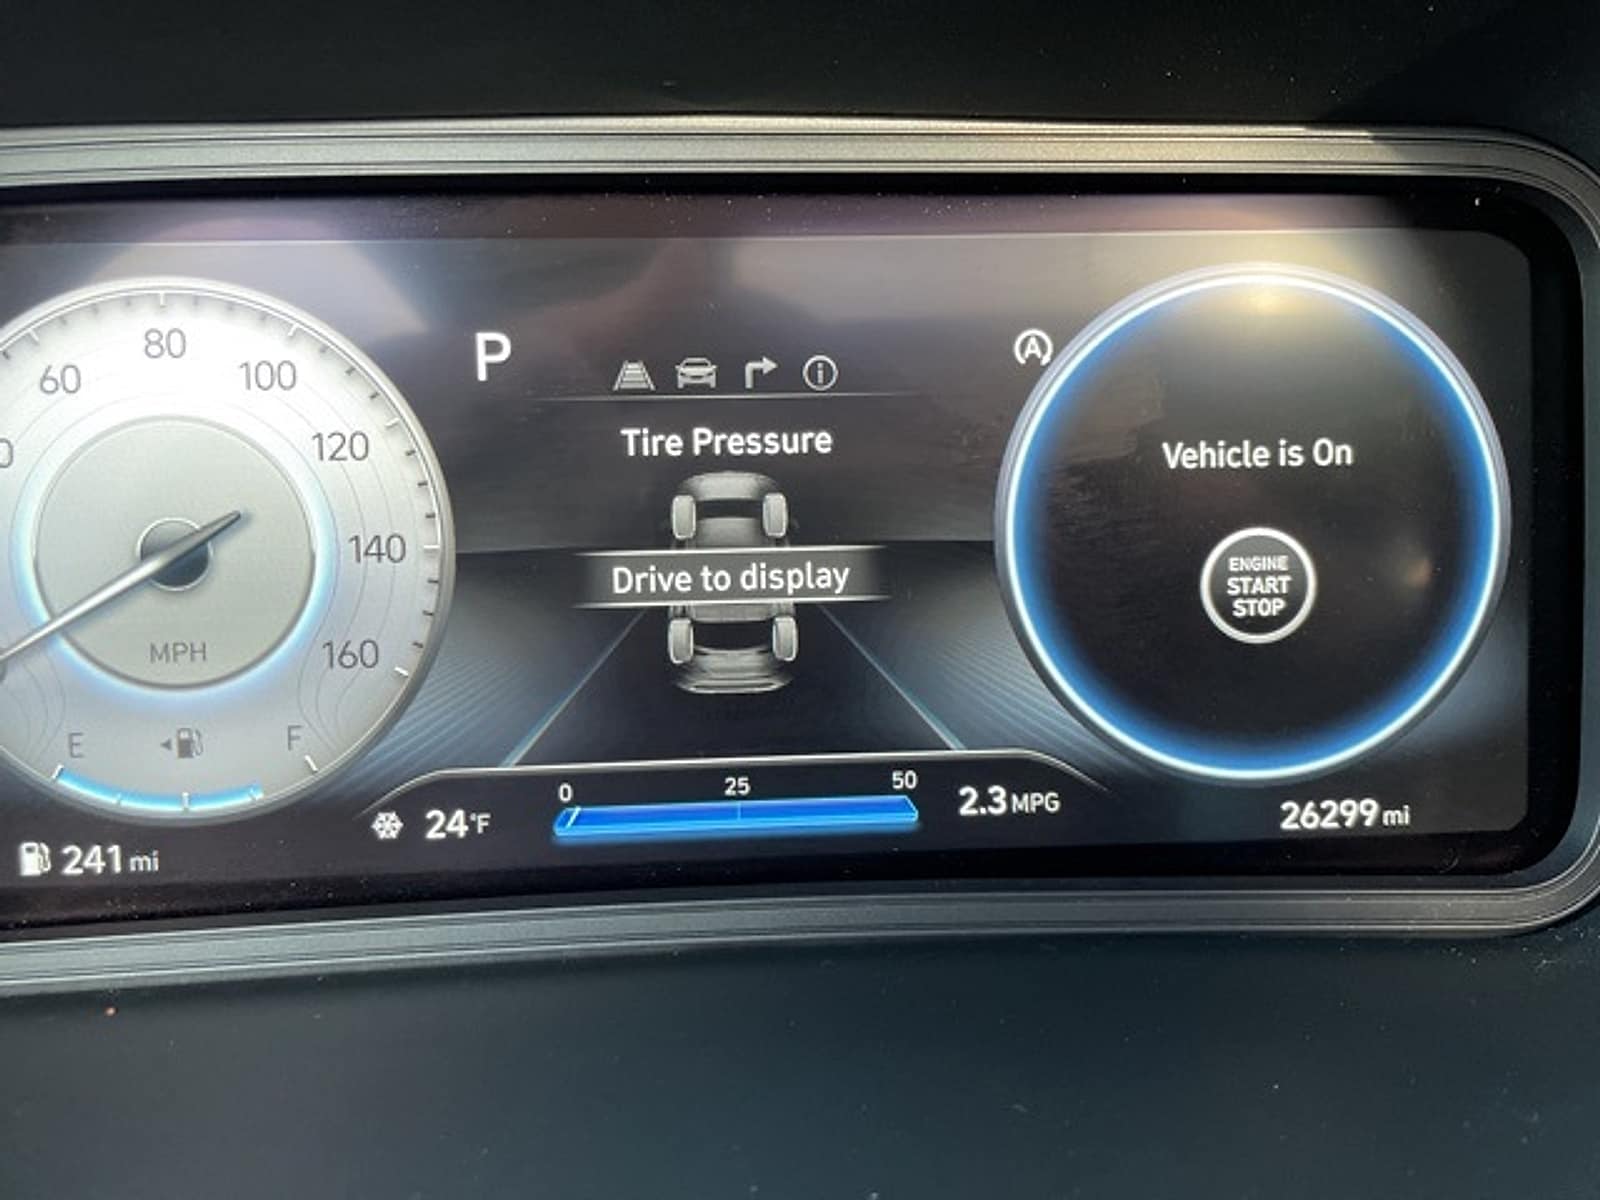 80
60
100
0
120
140
160
MPH
E
F
241 mi
P
A
i
Tire Pressure
Drive to display
24°F
0
25
50
2.3 MPG
Vehicle is On
ENGINE
START
STOP
26299 mi